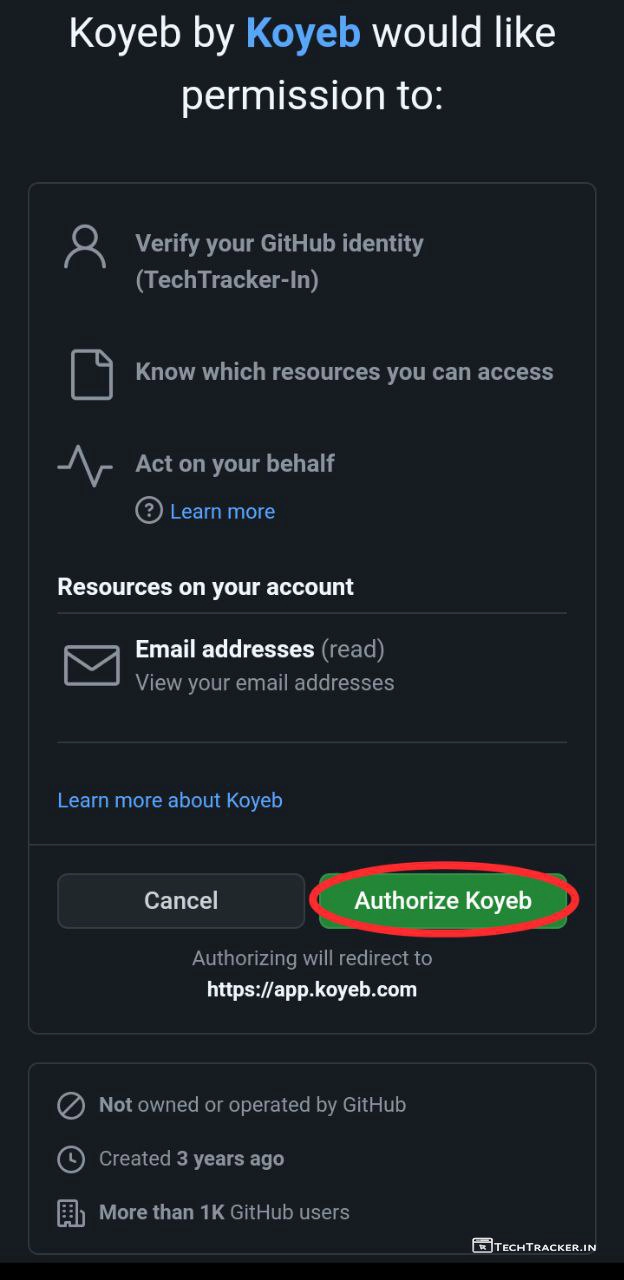 Koyeb by Koyeb would like
permission to:
Verify your GitHub identity
(TechTracker-In)
Know which resources you can access
Act on your behalf
Learn more
Resources on your account
Email addresses (read)
View your email addresses
Learn more about Koyeb
Cancel
Authorize Koyeb
Authorizing will redirect to
https://app.koyeb.com
Not owned or operated by GitHub
Created 3 years ago
More than 1K GitHub users
TECHTRACKER.IN